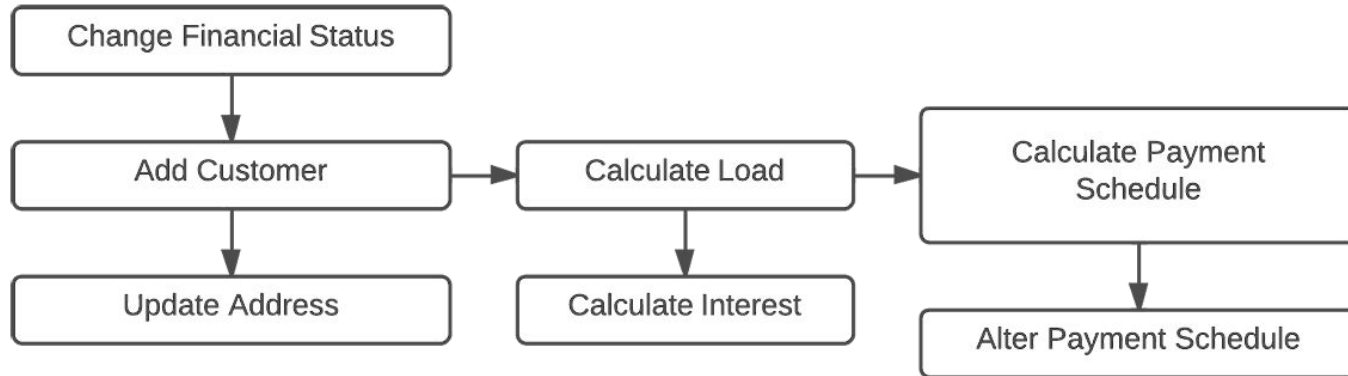 Change Financial Status
Add Customer
Update Address
Calculate Load
Calculate Interest
Calculate Payment
Schedule
Alter Payment Schedule